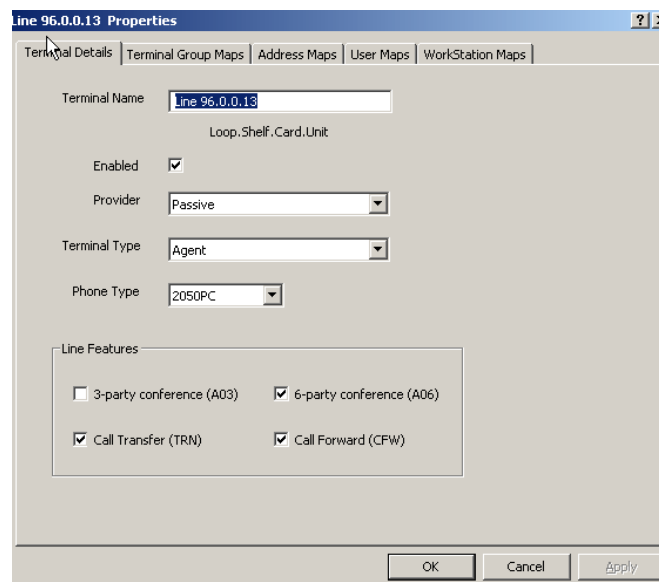 Line 96.0.0.13 Properties
Terminal Details Terminal Group Maps Address Maps User Maps WorkStation Maps
Terminal Name Line 96.0.0.13
Loop.Shelf.Card.Unit
Enabled
Provider Passive
Terminal Type Agent
Phone Type 2050PC
Line Features
3-party conference (A03) 6-party conference (A06)
Call Transfer (TRN) Call Forward (CFW)
OK Cancel Apply